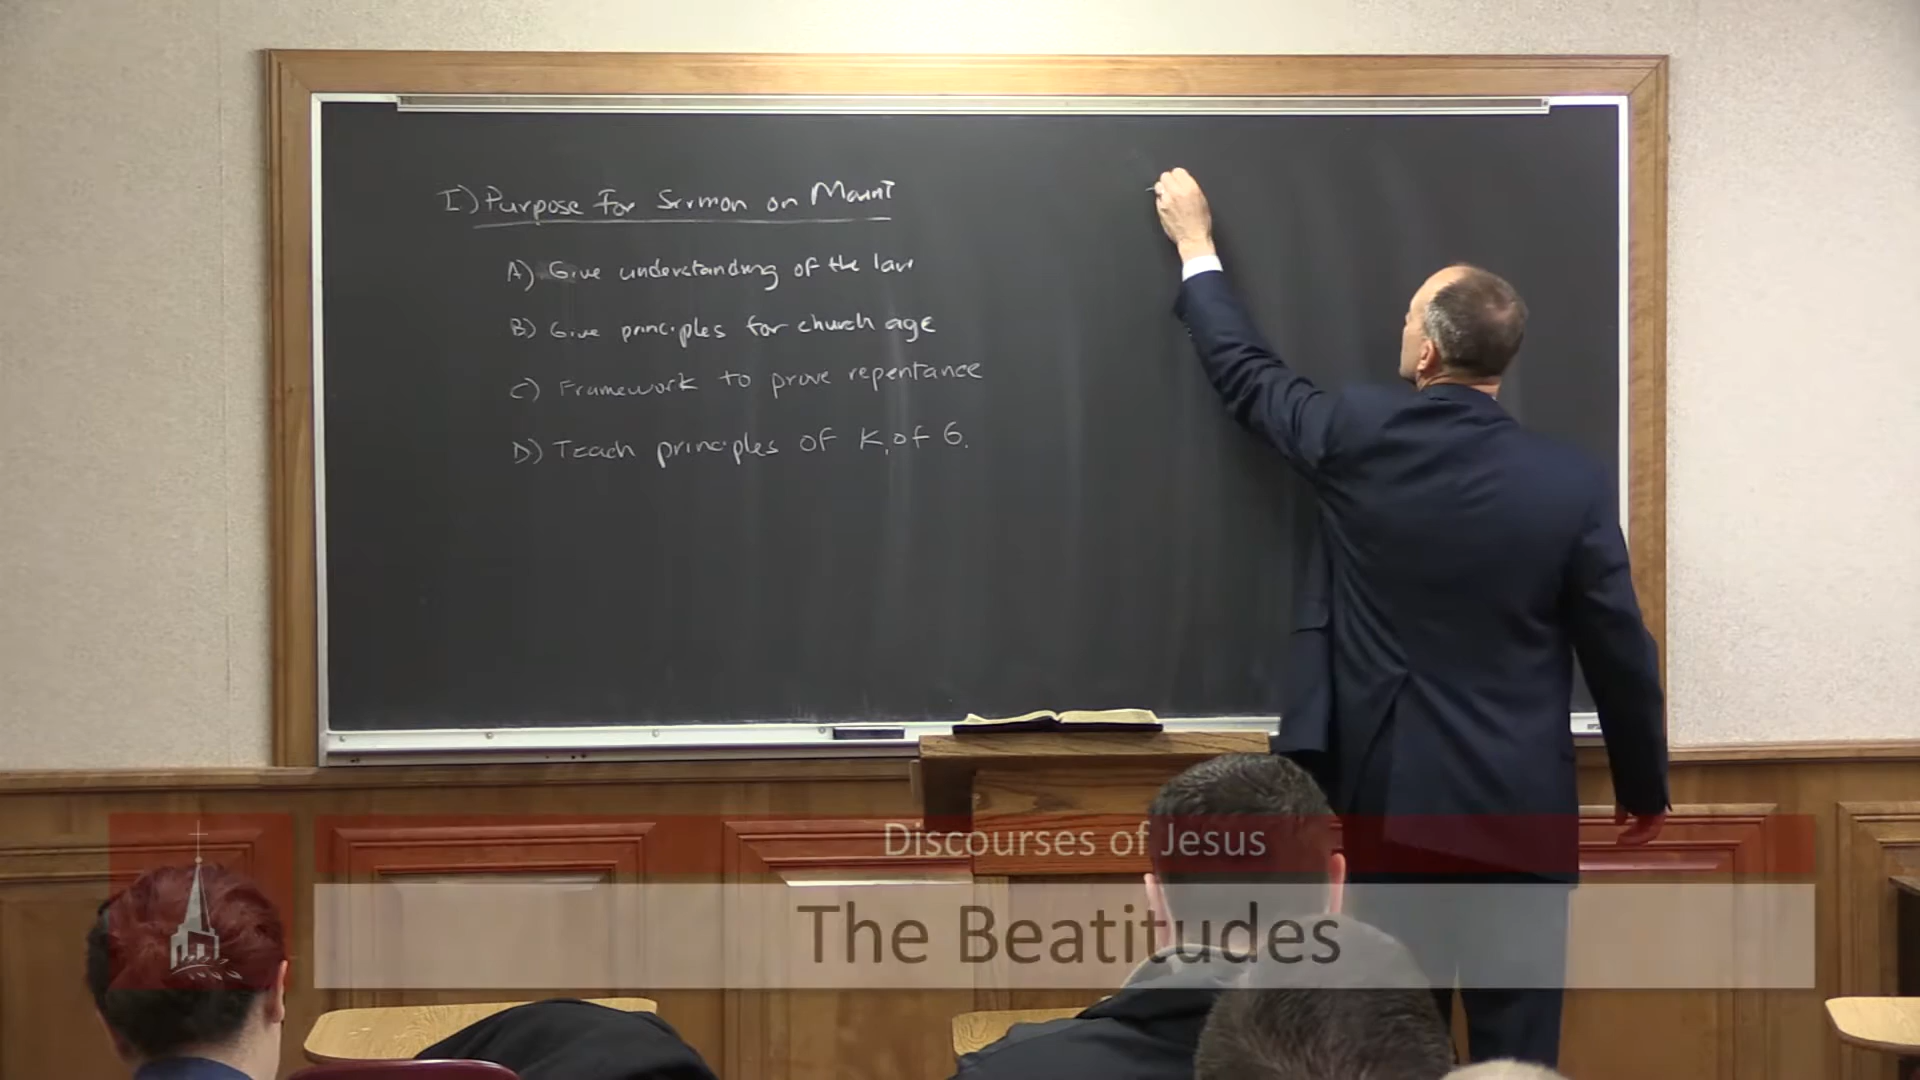 I) Purpose For Sermon on Mount
A) Give understanding of the law
B) Give principles for church age
C) Framework to prove repentance
D) Teach principles of K. of G.
Discourses of Jesus
The Beatitudes